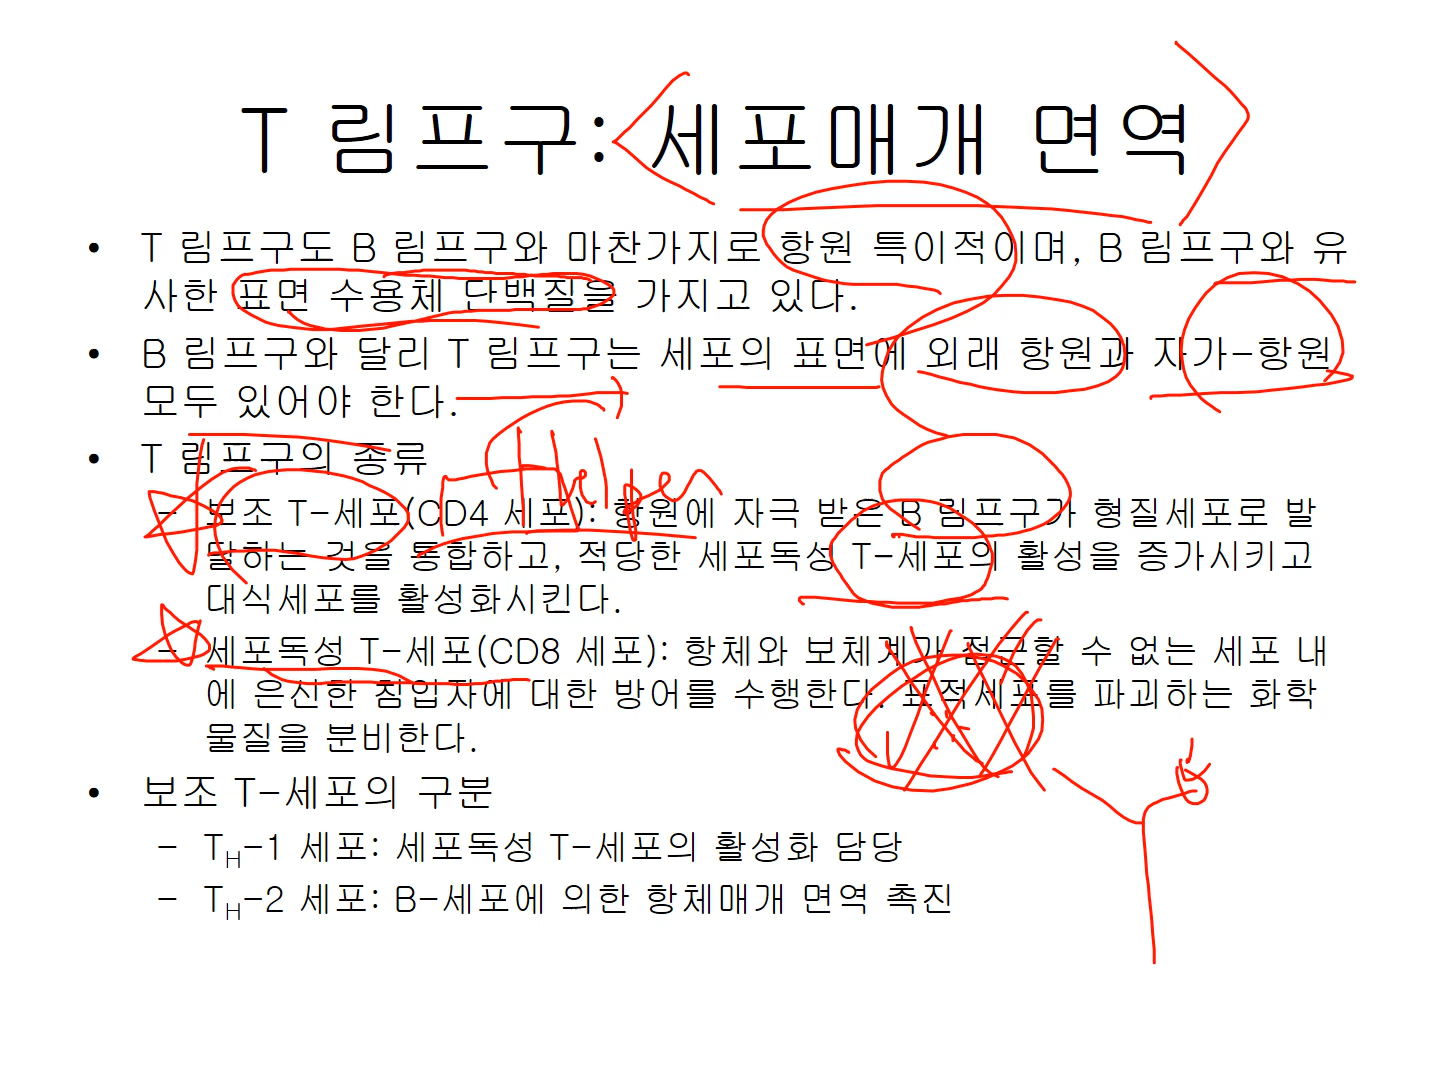 T 림프구: 세포매개 면역
• T 림프구도 B 림프구와 마찬가지로 항원 특이적이며, B 림프구와 유
사한 표면 수용체 단백질을 가지고 있다.
• B 림프구와 달리 T 림프구는 세포의 표면에 외래 항원과 자가-항원
모두 있어야 한다.
• T 림프구의 종류
Helper
- 보조 T-세포(CD4 세포): 항원에 자극 받은 B 림프구가 형질세포로 발
달하는 것을 통합하고, 적당한 세포독성 T-세포의 활성을 증가시키고
대식세포를 활성화시킨다.
- 세포독성 T-세포(CD8 세포): 항체와 보체계가 접근할 수 없는 세포 내
에 은신한 침입자에 대한 방어를 수행한다. 표적세포를 파괴하는 화학
물질을 분비한다.
• 보조 T-세포의 구분
- TH-1 세포: 세포독성 T-세포의 활성화 담당
- TH-2 세포: B-세포에 의한 항체매개 면역 촉진